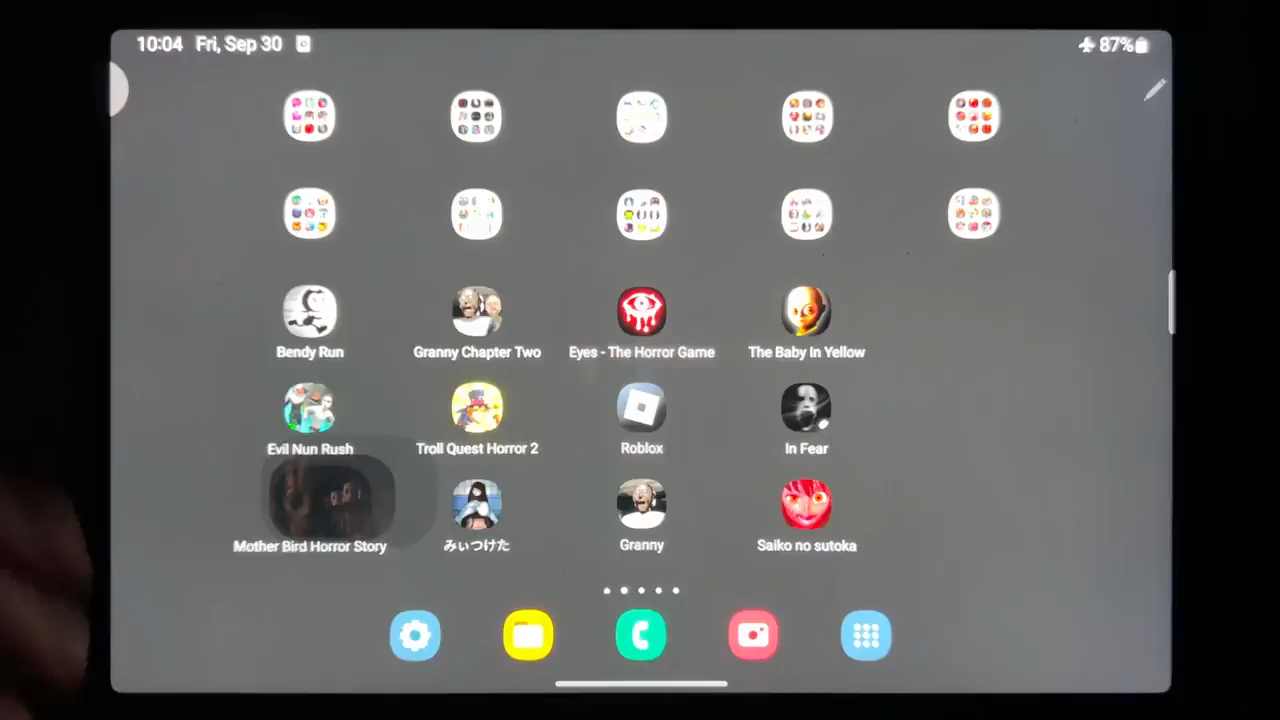 10:04 Fri, Sep 30
87%
Bendy Run
Granny Chapter Two
Eyes - The Horror Game
The Baby In Yellow
Evil Nun Rush
Troll Quest Horror 2
Roblox
In Fear
Mother Bird Horror Story
みぃつけた
Granny
Saiko no sutoka